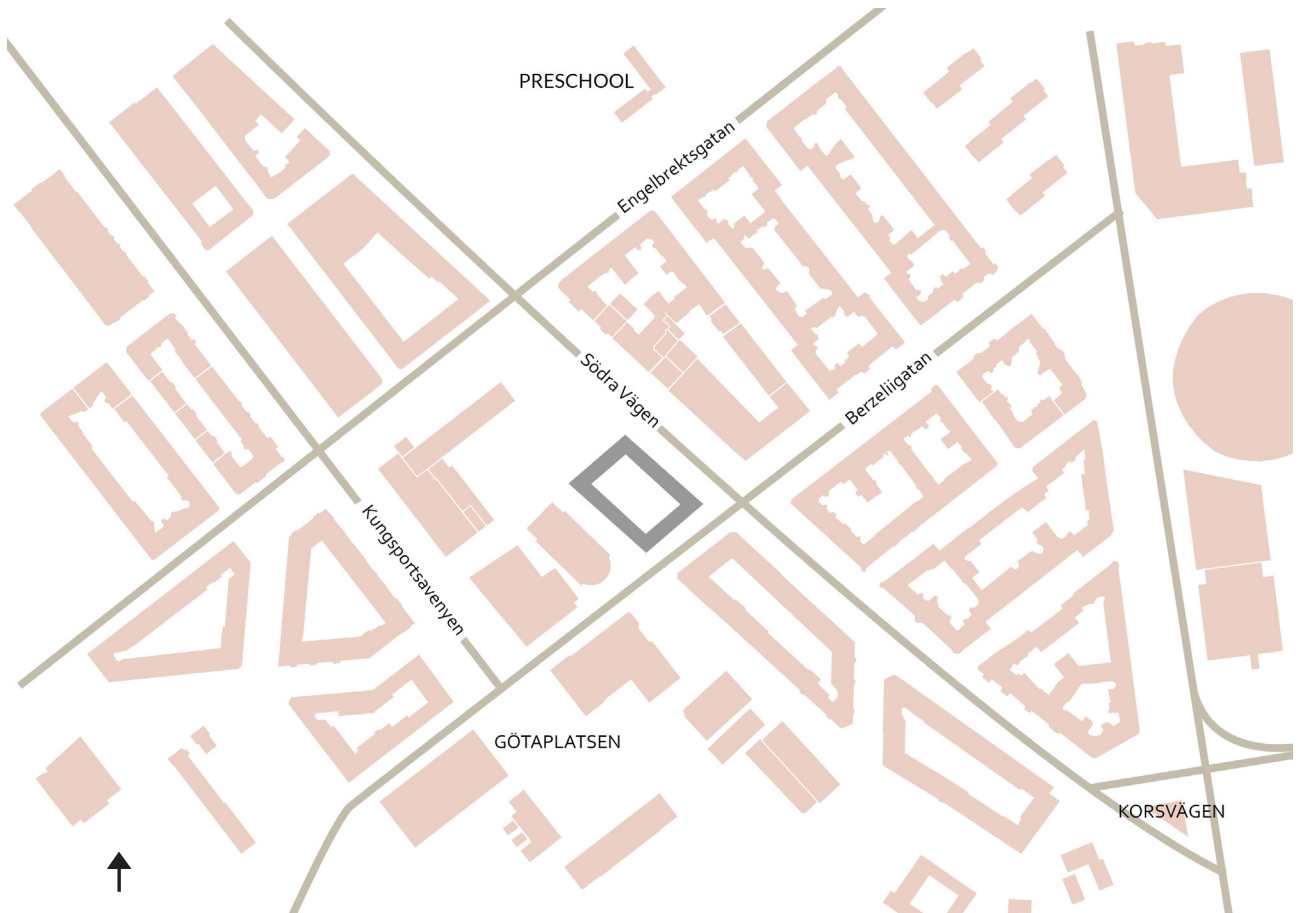 PRESCHOOL
Engelbrektsgatan
Södra Vägen
Berzeliigatan
Kungsportsavenyen
GÖTAPLATSEN
KORSVÄGEN